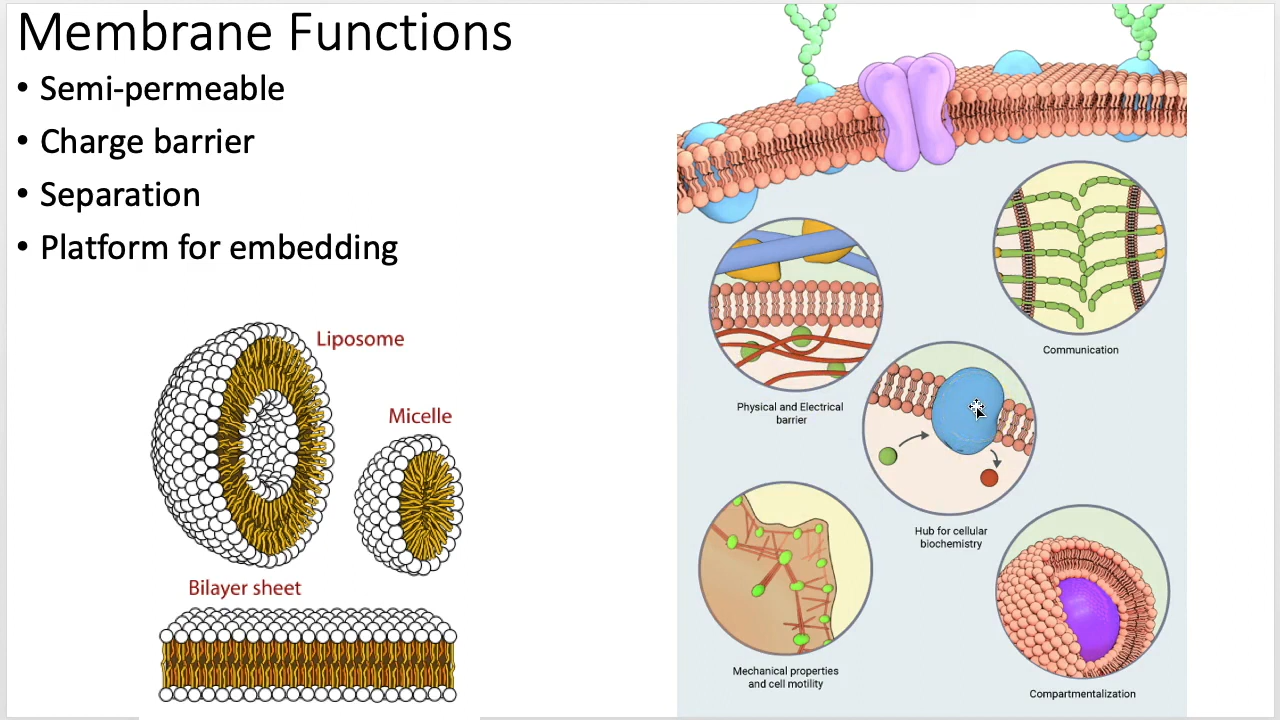 Membrane Functions
• Semi-permeable
• Charge barrier
• Separation
• Platform for embedding
Liposome
Micelle
Bilayer sheet
Communication
Physical and Electrical
barrier
Hub for cellular
biochemistry
Mechanical properties
and cell motility
Compartmentalization